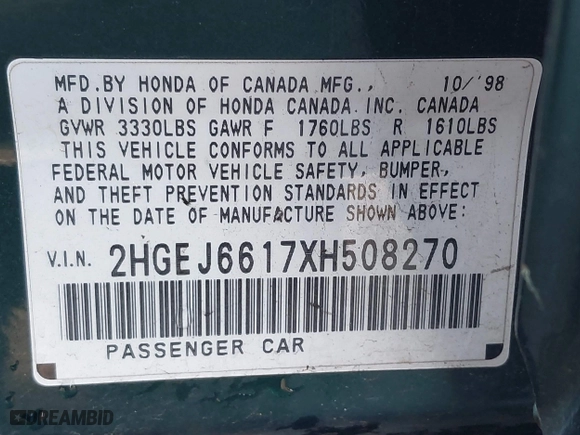 MFD.BY HONDA OF CANADA MFG., 10/'98
A DIVISION OF HONDA CANADA INC. CANADA
GVWR 3330LBS GAWR F 1760LBS R 1610LBS
THIS VEHICLE CONFORMS TO ALL APPLICABLE
FEDERAL MOTOR VEHICLE SAFETY, BUMPER,
AND THEFT PREVENTION STANDARDS IN EFFECT
ON THE DATE OF MANUFACTURE SHOWN ABOVE:
V.I.N. 2HGEJ6617XH508270
PASSENGER CAR
DREAMBID